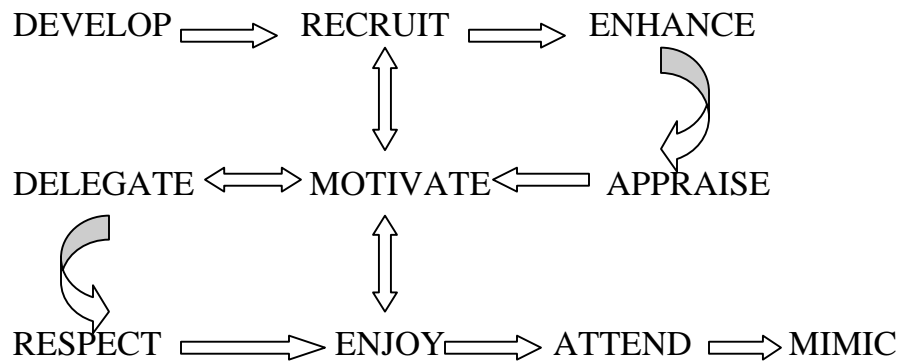 DEVELOP RECRUIT ENHANCE
DELEGATE MOTIVATE APPRAISE
RESPECT ENJOY ATTEND MIMIC